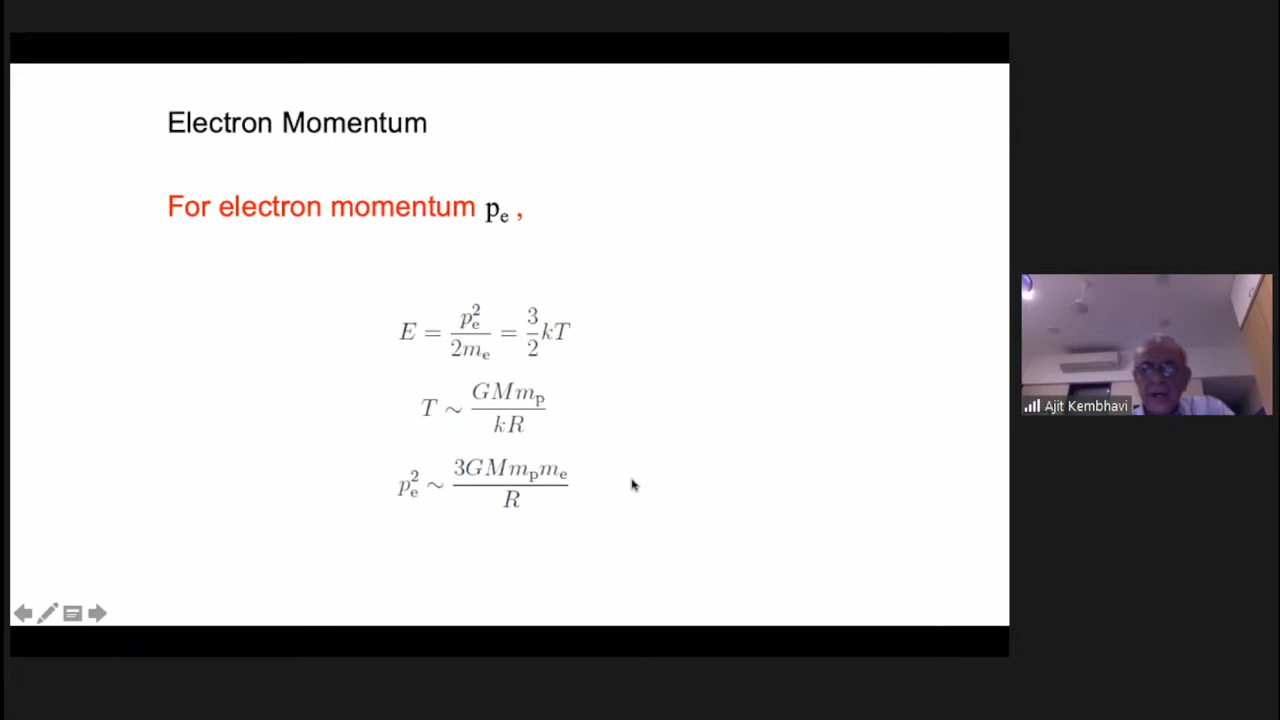 Electron Momentum
For electron momentum pₑ ,
E = pₑ²/2mₑ = 3/2 kT
T ∼ GMmₚ/kR
pₑ² ∼ 3GMmₚmₑ/R
Ajit Kembhavi